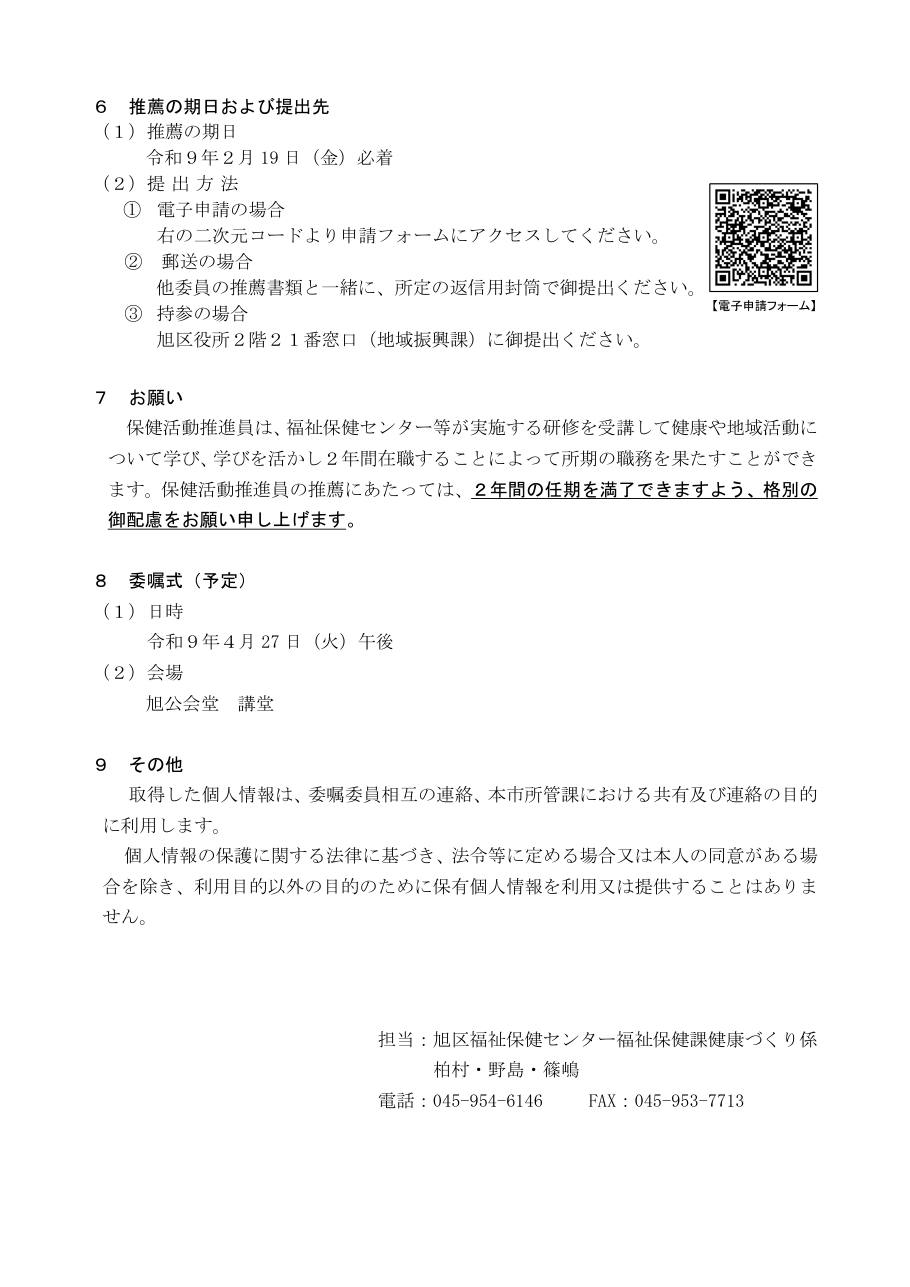 ６　推薦の期日および提出先
（１）推薦の期日
令和９年２月 19 日（金）必着
（２）提 出 方 法
①　電子申請の場合
右の二次元コードより申請フォームにアクセスしてください。
②　郵送の場合
他委員の推薦書類と一緒に、所定の返信用封筒で御提出ください。
【電子申請フォーム】
③　持参の場合
旭区役所２階２１番窓口（地域振興課）に御提出ください。
７　お願い
保健活動推進員は、福祉保健センター等が実施する研修を受講して健康や地域活動に
ついて学び、学びを活かし２年間在職することによって所期の職務を果たすことができ
ます。保健活動推進員の推薦にあたっては、２年間の任期を満了できますよう、格別の
御配慮をお願い申し上げます。
８　委嘱式（予定）
（１）日時
令和９年４月 27 日（火）午後
（２）会場
旭公会堂　講堂
９　その他
取得した個人情報は、委嘱委員相互の連絡、本市所管課における共有及び連絡の目的
に利用します。
個人情報の保護に関する法律に基づき、法令等に定める場合又は本人の同意がある場
合を除き、利用目的以外の目的のために保有個人情報を利用又は提供することはありま
せん。
担当：旭区福祉保健センター福祉保健課健康づくり係
柏村・野島・篠嶋
電話：045-954-6146　　FAX：045-953-7713